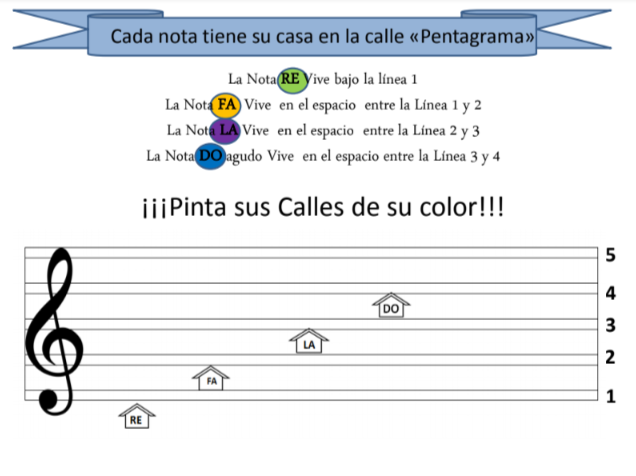 Cada nota tiene su casa en la calle «Pentagrama»
La Nota RE Vive bajo la línea 1
La Nota FA Vive en el espacio entre la Línea 1 y 2
La Nota LA Vive en el espacio entre la Línea 2 y 3
La Nota DO agudo Vive en el espacio entre la Línea 3 y 4
¡¡¡Pinta sus Calles de su color!!!
5
4
DO
3
LA
2
FA
1
RE